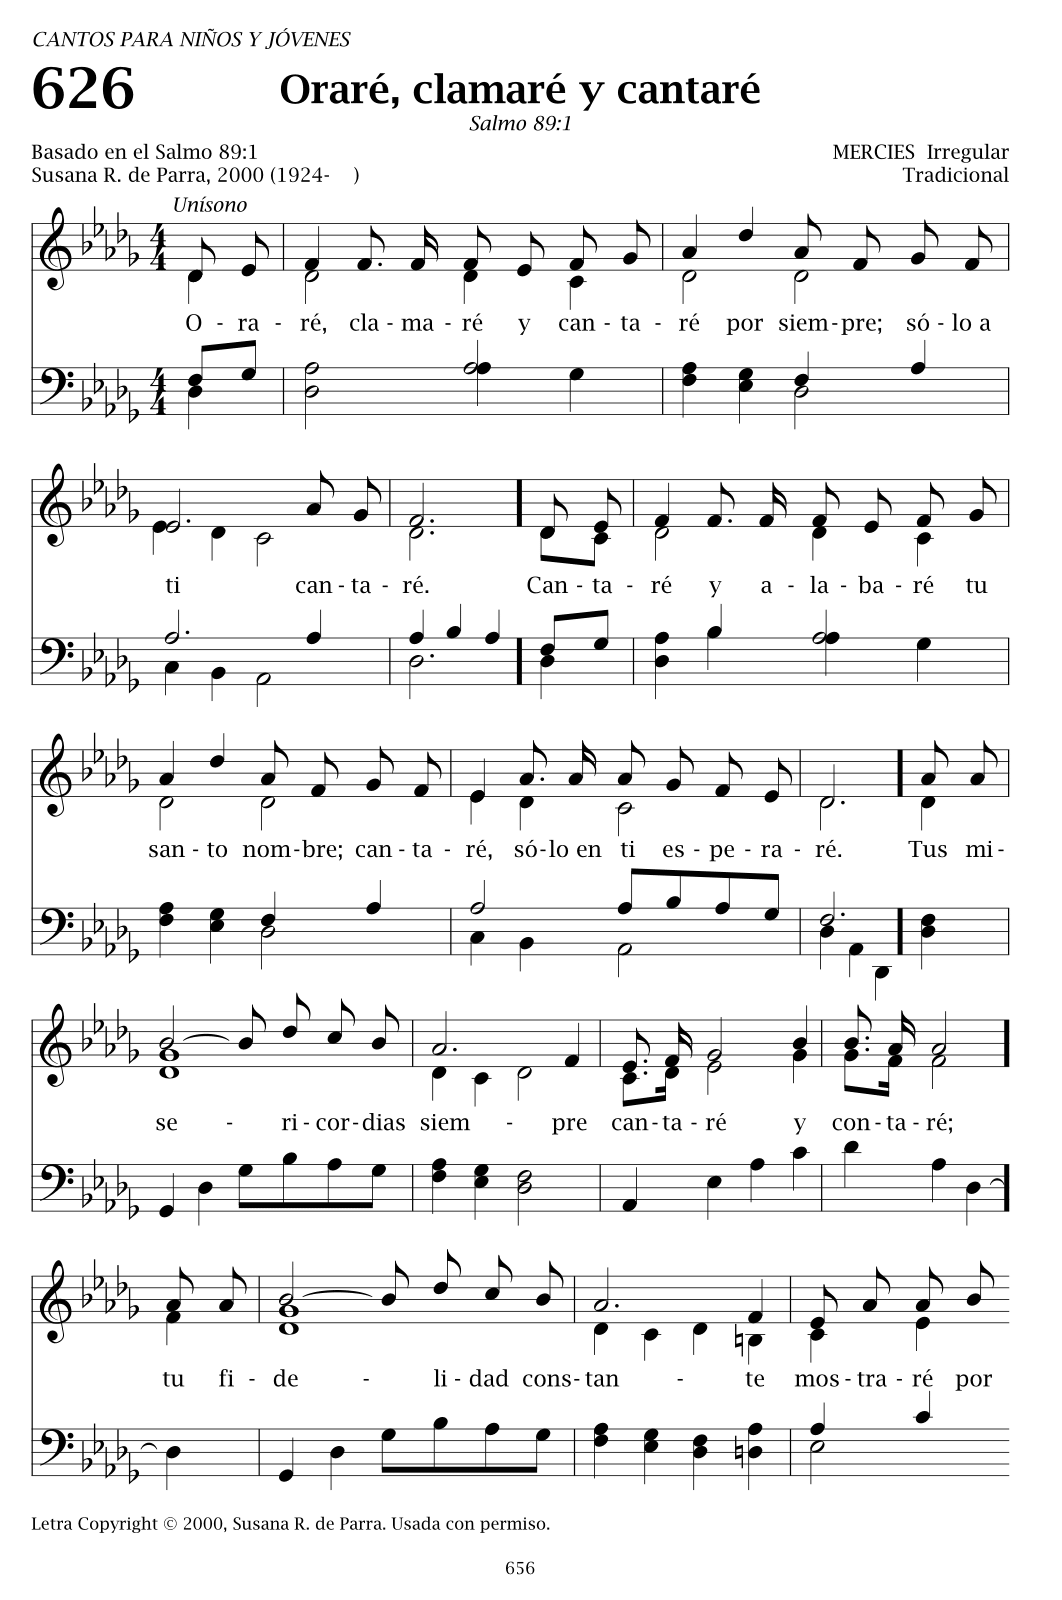 CANTOS PARA NIÑOS Y JÓVENES
626 Oraré, clamaré y cantaré
Salmo 89:1
Basado en el Salmo 89:1 MERCIES Irregular
Susana R. de Parra, 2000 (1924- ) Tradicional
Unísono
O - ra - ré, cla - ma - ré y can - ta - ré por siem - pre; só - lo a
ti can - ta - ré. Can - ta - ré y a - la - ba - ré tu
san - to nom - bre; can - ta - ré, só - lo en ti es - pe - ra - ré. Tus mi -
se - ri - cor - dias siem - pre can - ta - ré y con - ta - ré;
tu fi - de - li - dad cons - tan - te mos - tra - ré por
Letra Copyright © 2000, Susana R. de Parra. Usada con permiso.
656